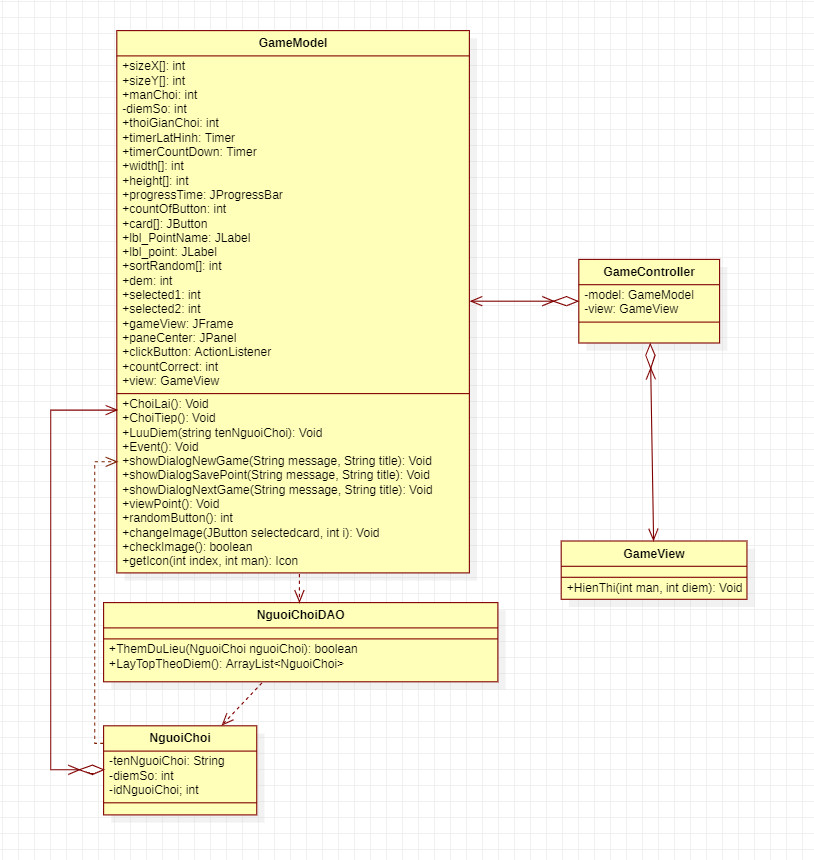 GameModel
+sizeX[]: int
+sizeY[]: int
+manChoi: int
-diemSo: int
+thoiGianChoi: int
+timerLatHinh: Timer
+timerCountDown: Timer
+width[]: int
+height[]: int
+progressTime: JProgressBar
+countOfButton: int
+card[]: JButton
+lbl_PointName: JLabel
+lbl_point: JLabel
+sortRandom[]: int
+dem: int
+selected1: int
+selected2: int
+gameView: JFrame
+paneCenter: JPanel
+clickButton: ActionListener
+countCorrect: int
+view: GameView
+ChoiLai(): Void
+ChoiTiep(): Void
+LuuDiem(string tenNguoiChoi): Void
+Event(): Void
+showDialogNewGame(String message, String title): Void
+showDialogSavePoint(String message, String title): Void
+showDialogNextGame(String message, String title): Void
+viewPoint(): Void
+randomButton(): int
+changeImage(JButton selectedcard, int i): Void
+checkImage(): boolean
+getIcon(int index, int man): Icon
GameController
-model: GameModel
-view: GameView
GameView
+HienThi(int man, int diem): Void
NguoiChoiDAO
+ThemDuLieu(NguoiChoi nguoiChoi): boolean
+LayTopTheoDiem(): ArrayList<NguoiChoi>
NguoiChoi
-tenNguoiChoi: String
-diemSo: int
-idNguoiChoi; int